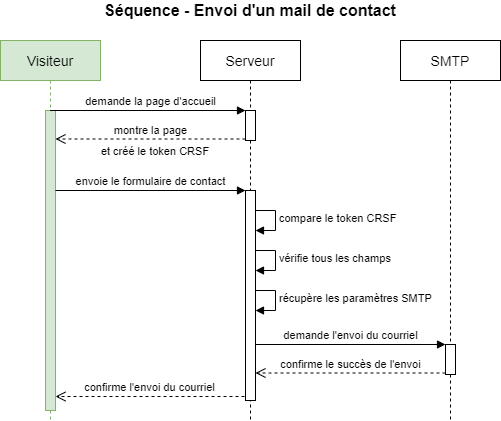 Séquence - Envoi d'un mail de contact
Visiteur
Serveur
SMTP
demande la page d'accueil
montre la page
et créé le token CRSF
envoie le formulaire de contact
compare le token CRSF
vérifie tous les champs
récupère les paramètres SMTP
demande l'envoi du courriel
confirme le succès de l'envoi
confirme l'envoi du courriel